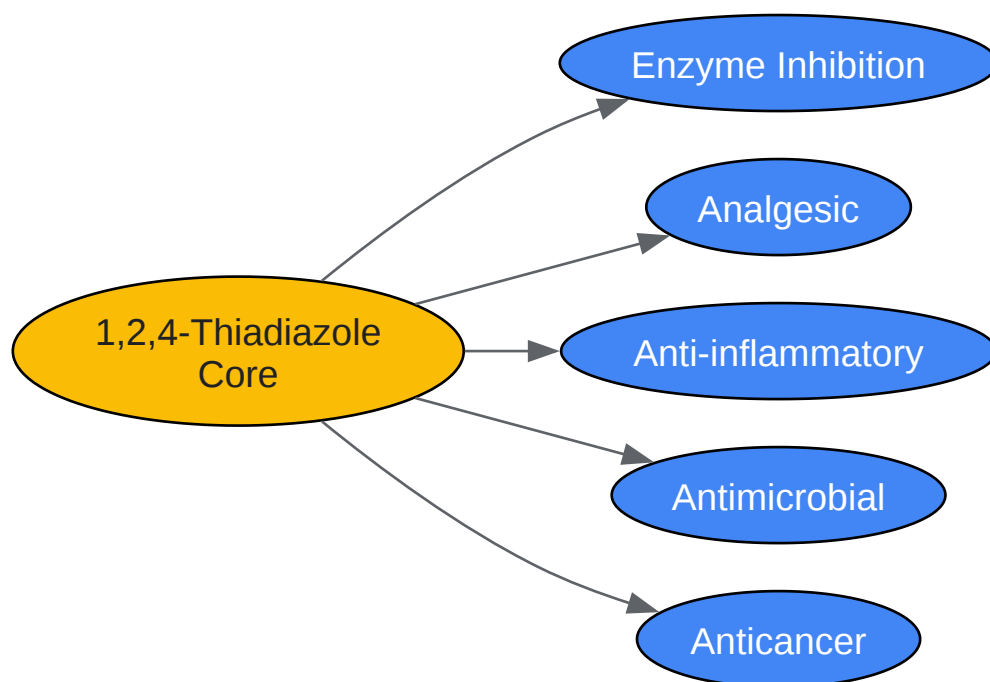 Enzyme Inhibition
Analgesic
1,2,4-Thiadiazole
Core
Anti-inflammatory
Antimicrobial
Anticancer